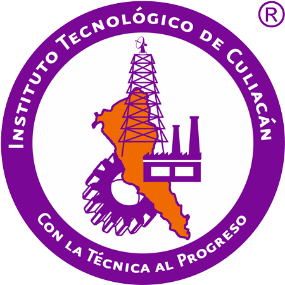 ®
Instituto Tecnológico de Culiacán
Con la Técnica al Progreso